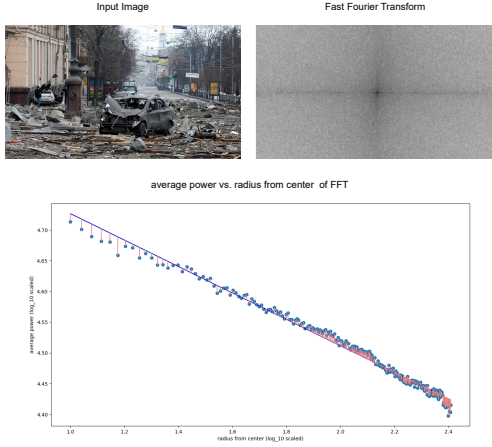 Input Image
Fast Fourier Transform
average power vs. radius from center of FFT
average power (log_10 scaled)
4.70
4.65
4.60
4.55
4.50
4.45
4.40
1.0 1.2 1.4 1.6 1.8 2.0 2.2 2.4
radius from center (log_10 scaled)